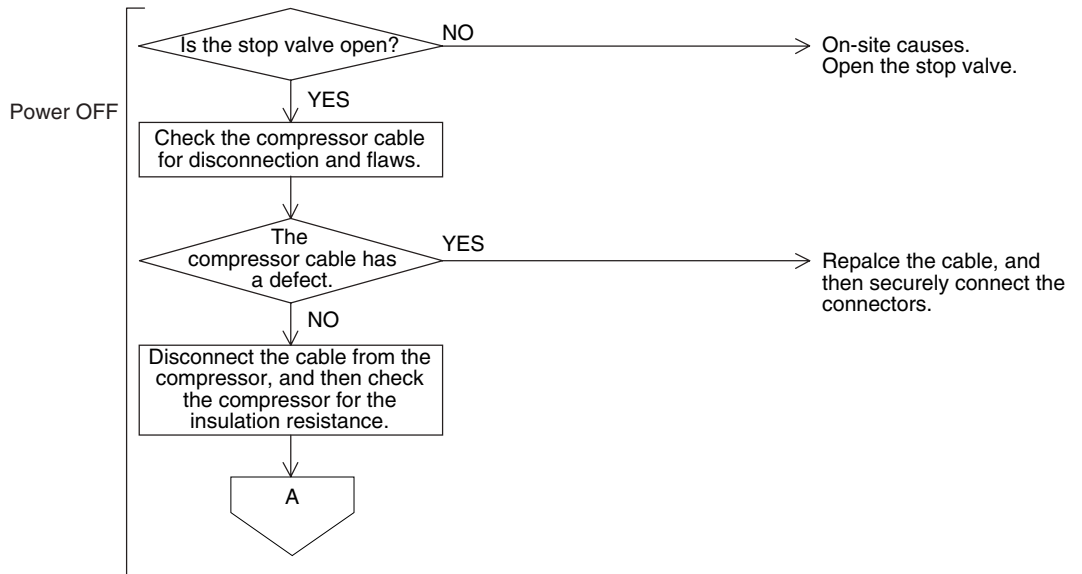 Is the stop valve open?
NO
On-site causes.
Open the stop valve.
YES
Power OFF
Check the compressor cable
for disconnection and flaws.
The
compressor cable has
a defect.
YES
Repalce the cable, and
then securely connect the
connectors.
NO
Disconnect the cable from the
compressor, and then check
the compressor for the
insulation resistance.
A